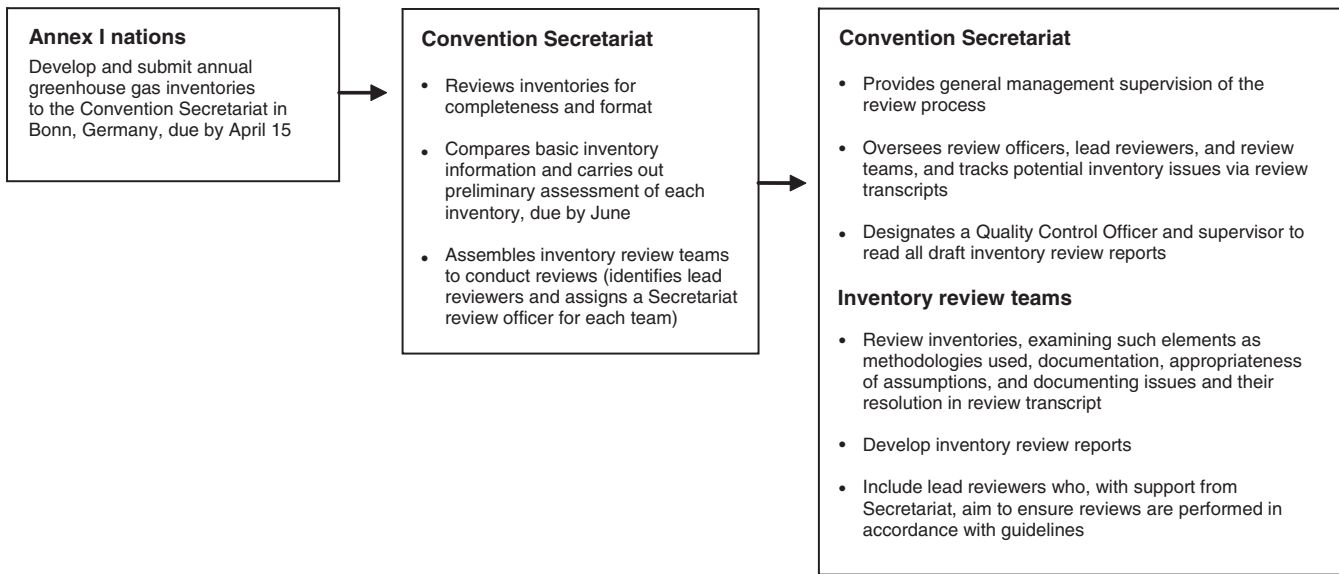 Annex I nations
Develop and submit annual
greenhouse gas inventories
to the Convention Secretariat in
Bonn, Germany, due by April 15
Convention Secretariat
• Reviews inventories for
completeness and format
• Compares basic inventory
information and carries out
preliminary assessment of each
inventory, due by June
• Assembles inventory review teams
to conduct reviews (identifies lead
reviewers and assigns a Secretariat
review officer for each team)
Convention Secretariat
• Provides general management supervision of the
review process
• Oversees review officers, lead reviewers, and review
teams, and tracks potential inventory issues via review
transcripts
• Designates a Quality Control Officer and supervisor to
read all draft inventory review reports
Inventory review teams
• Review inventories, examining such elements as
methodologies used, documentation, appropriateness
of assumptions, and documenting issues and their
resolution in review transcript
• Develop inventory review reports
• Include lead reviewers who, with support from
Secretariat, aim to ensure reviews are performed in
accordance with guidelines